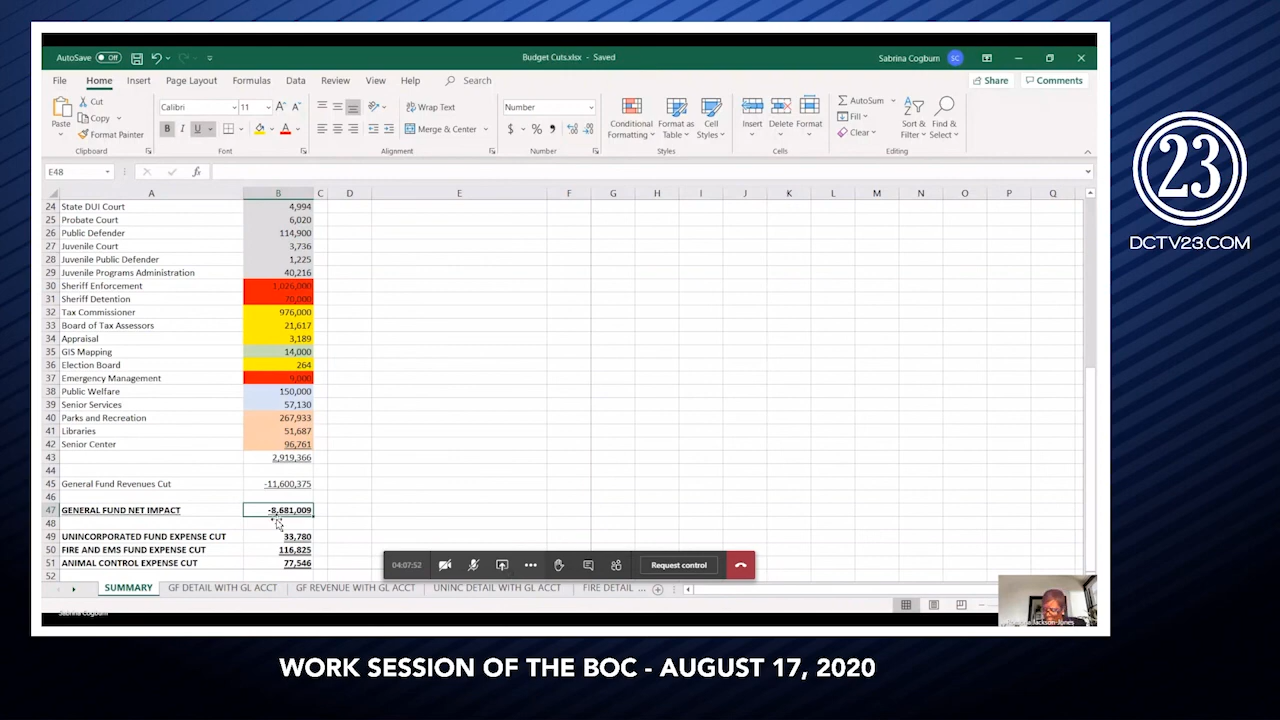 AutoSave Off Budget Cuts.xlsx - Saved Sabrina Cogburn SC
File Home Insert Page Layout Formulas Data Review View Help Search Share Comments
Paste Cut Copy Format Painter Clipboard
Calibri 11 B I U Font
Wrap Text Merge & Center Alignment
Number $ % Number
Conditional Formatting Format as Table Cell Styles Styles
Insert Delete Format Cells
AutoSum Fill Clear Sort & Filter Find & Select Editing
E48 fx
A B C D E F G H I J K L M N O P Q
24 State DUI Court 4,994
25 Probate Court 6,020
26 Public Defender 114,900
27 Juvenile Court 3,736
28 Juvenile Public Defender 1,225
29 Juvenile Programs Administration 40,216
30 Sheriff Enforcement 1,026,000
31 Sheriff Detention 70,000
32 Tax Commissioner 976,000
33 Board of Tax Assessors 21,617
34 Appraisal 3,189
35 GIS Mapping 14,000
36 Election Board 264
37 Emergency Management 9,000
38 Public Welfare 150,000
39 Senior Services 57,130
40 Parks and Recreation 267,933
41 Libraries 51,687
42 Senior Center 96,761
43 2,919,366
44
45 General Fund Revenues Cut -11,600,375
46
47 GENERAL FUND NET IMPACT -8,681,009
48
49 UNINCORPORATED FUND EXPENSE CUT 33,780
50 FIRE AND EMS FUND EXPENSE CUT 116,825
51 ANIMAL CONTROL EXPENSE CUT 77,546
52
04:07:52 Request control
SUMMARY GF DETAIL WITH GL ACCT GF REVENUE WITH GL ACCT UNINC DETAIL WITH GL ACCT FIRE DETAIL ...
Sabrina Cogburn
Jackson-Jones
23
DCTV23.COM
WORK SESSION OF THE BOC - AUGUST 17, 2020